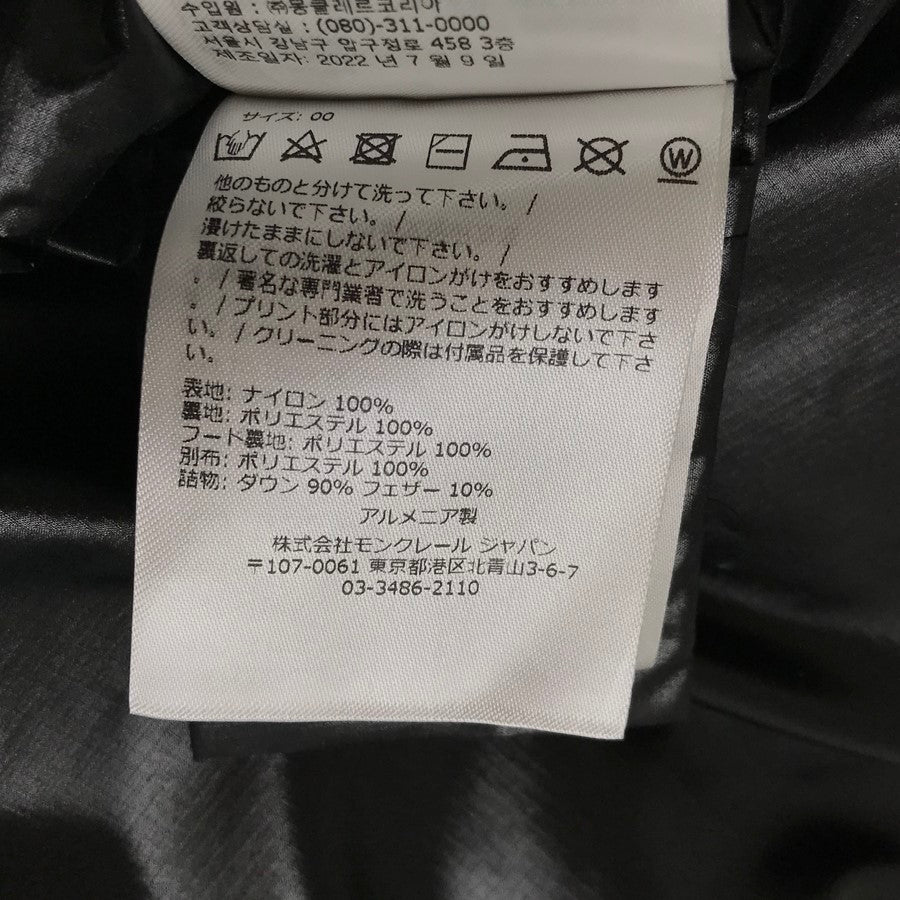 수입원 : ㈜몽클레르코리아
고객상담실 : (080)-311-0000
서울시 강남구 압구정로 458 3층
제조일자: 2022 년 7 월 9 일
サイズ: 00
W
他のものと分けて洗って下さい。 /
絞らないで下さい。 /
浸けたままにしないで下さい。 /
裏返しての洗濯とアイロンがけをおすすめします
。 / 著名な専門業者で洗うことをおすすめします
。 / プリント部分にはアイロンがけしないで下さ
い。 / クリーニングの際は付属品を保護して下さ
い。
表地: ナイロン 100%
裏地: ポリエステル 100%
フード裏地: ポリエステル 100%
別布: ポリエステル 100%
詰物: ダウン 90% フェザー 10%
アルメニア製
株式会社モンクレール ジャパン
〒107-0061 東京都港区北青山3-6-7
03-3486-2110